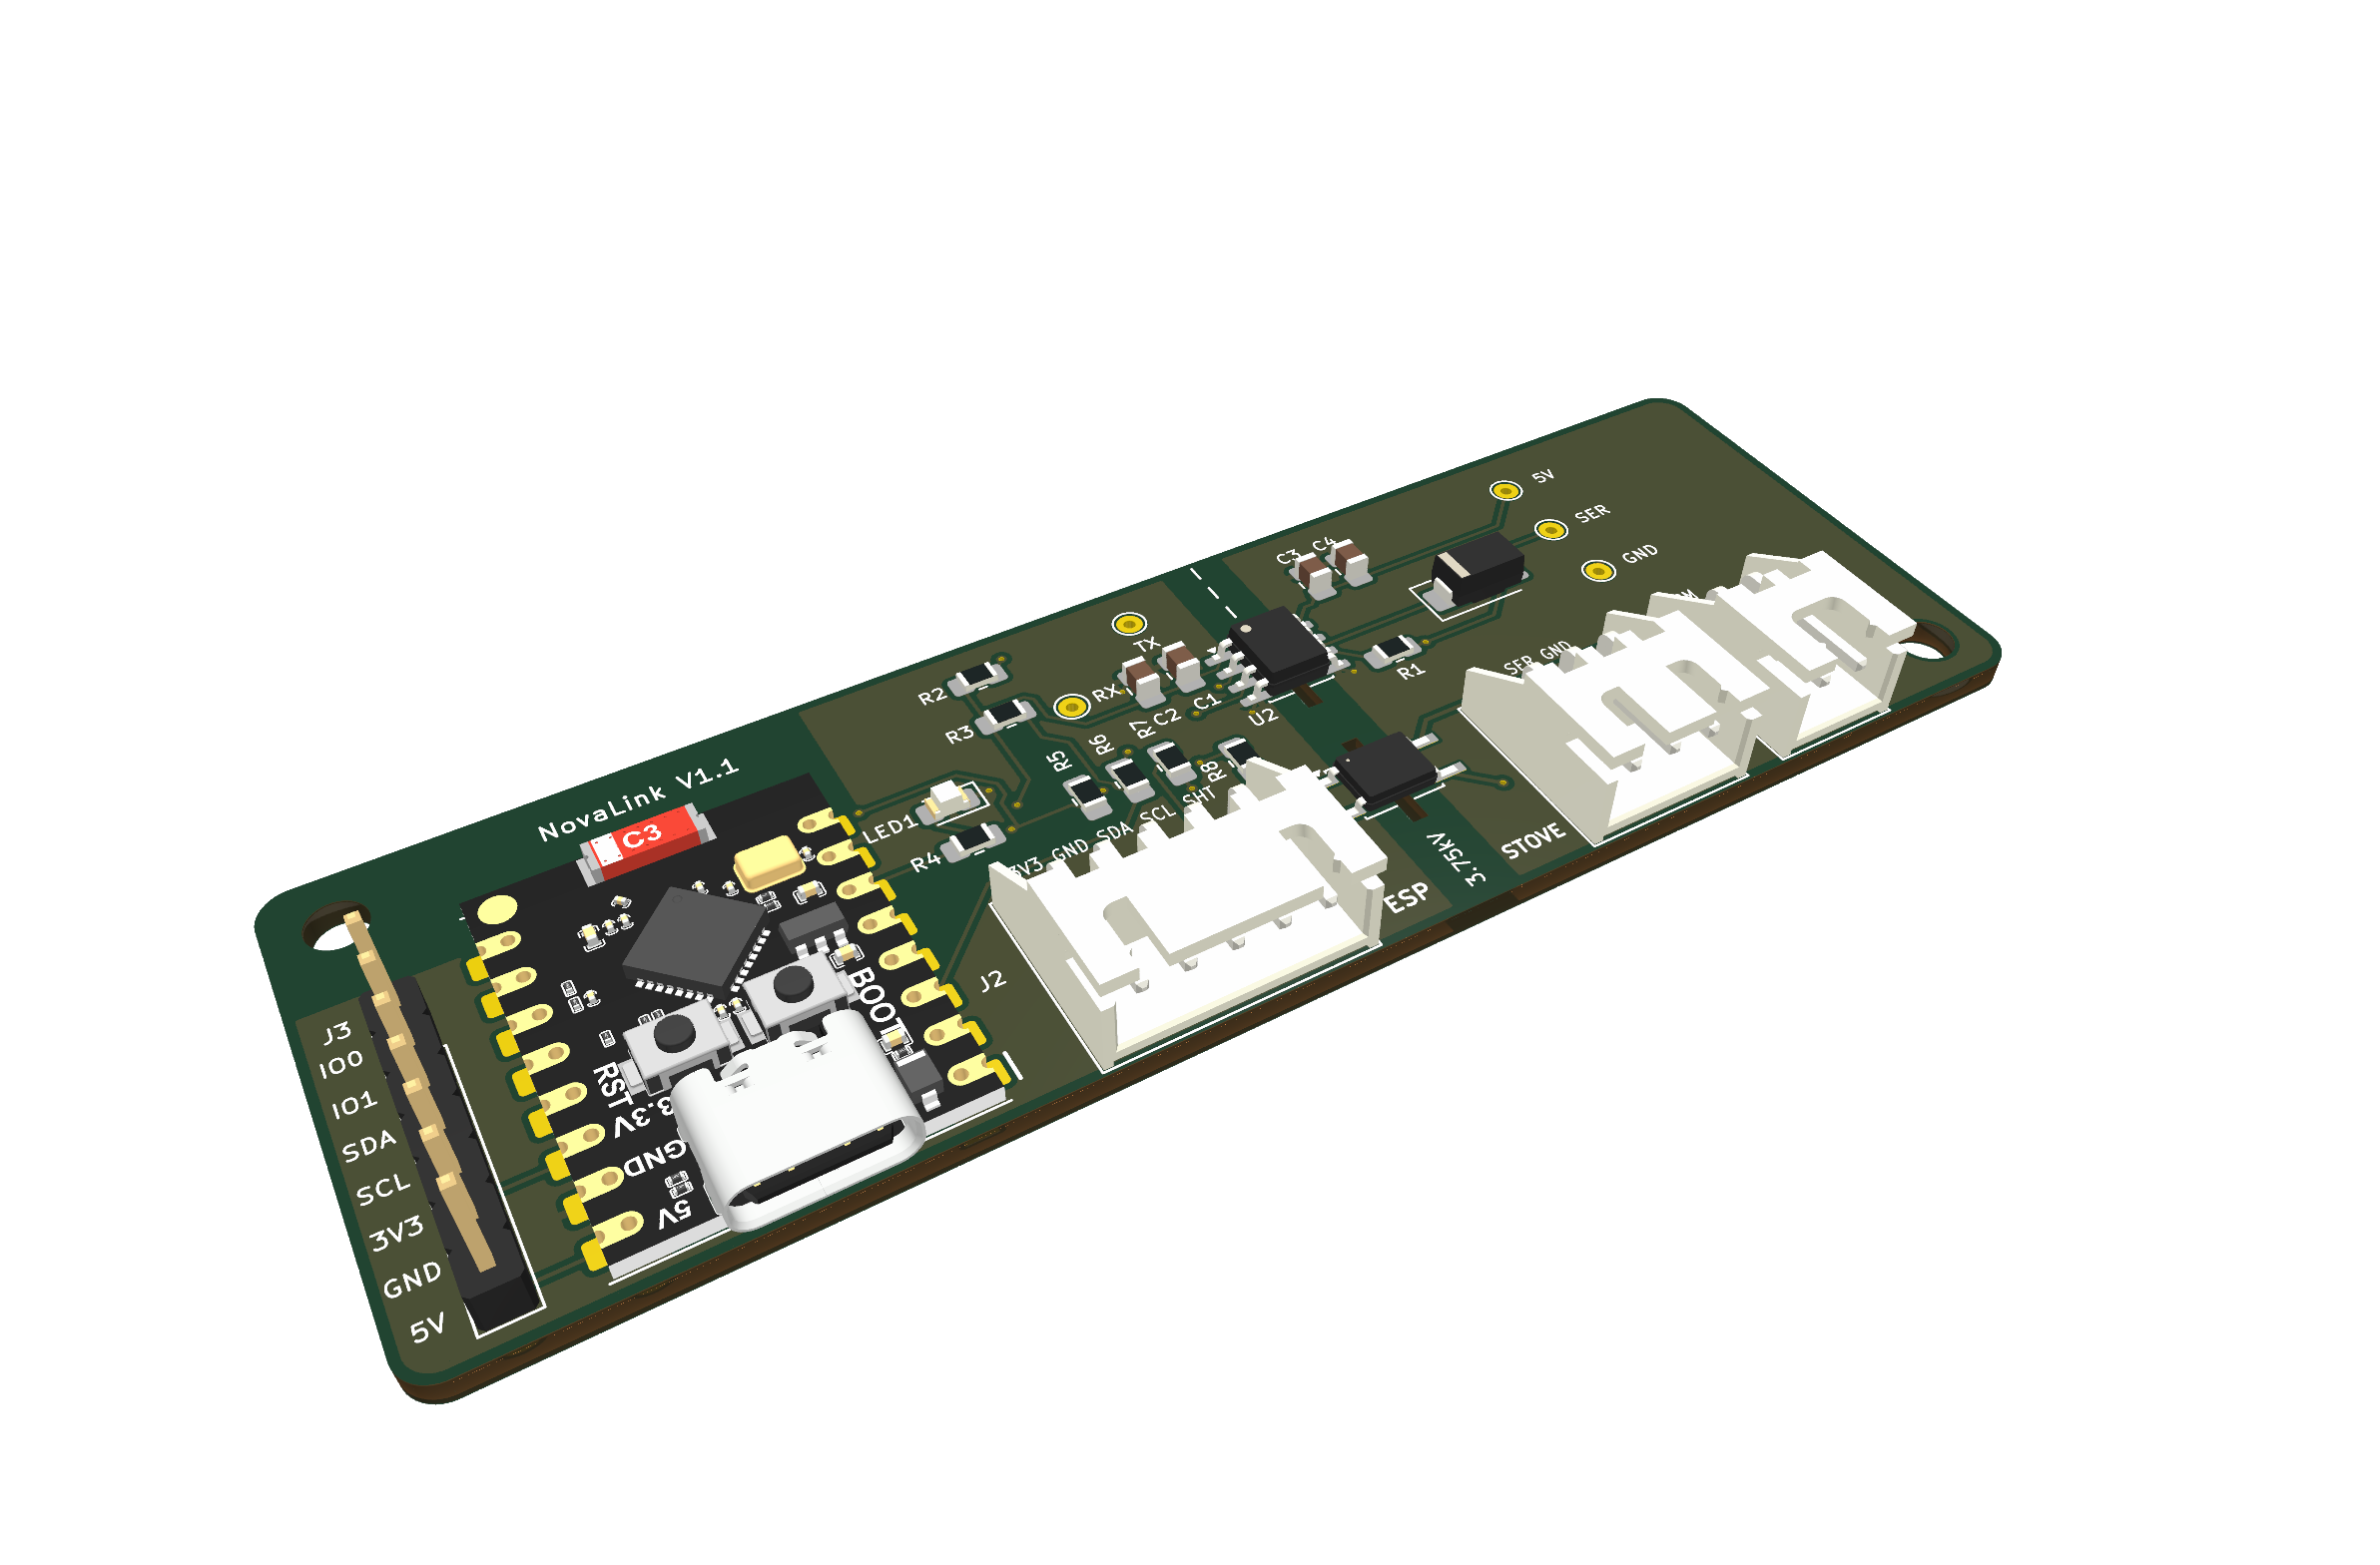 NovaLink V1.1
C3
BOOT
RST
3.3V
GND
5V
J3
IO0
IO1
SDA
SCL
3V3
GND
5V
LED1
R2
R3
R4
R5
R6
R7
R8
RX
TX
C2
C1
U2
C3 C4
R1
5V
SER
GND
SER GND
3V3 GND SDA SCL SHT
J2
ESP
3.75kV
STOVE